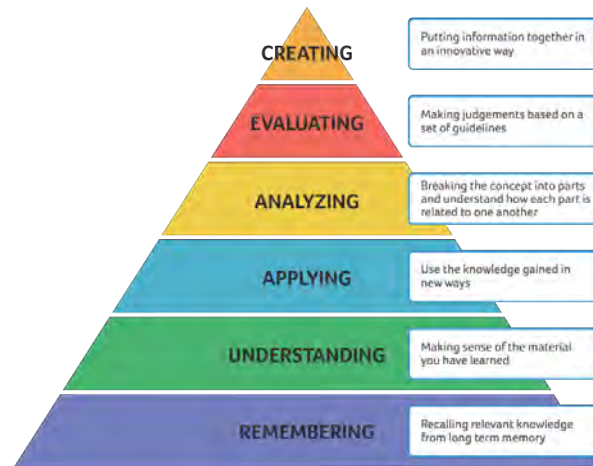 CREATING
Putting information together in
an innovative way
EVALUATING
Making judgements based on a
set of guidelines
ANALYZING
Breaking the concept into parts
and understand how each part is
related to one another
APPLYING
Use the knowledge gained in
new ways
UNDERSTANDING
Making sense of the material
you have learned
REMEMBERING
Recalling relevant knowledge
from long term memory